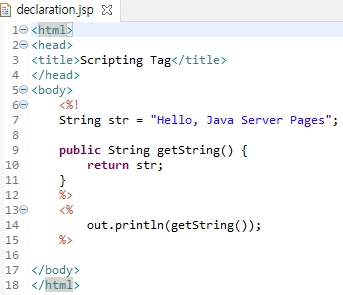 declaration.jsp
1 <html>
2 <head>
3 <title>Scripting Tag</title>
4 </head>
5 <body>
6 <%!
7 String str = "Hello, Java Server Pages";
8
9 public String getString() {
10 return str;
11 }
12 %>
13 <%
14 out.println(getString());
15 %>
16
17 </body>
18 </html>